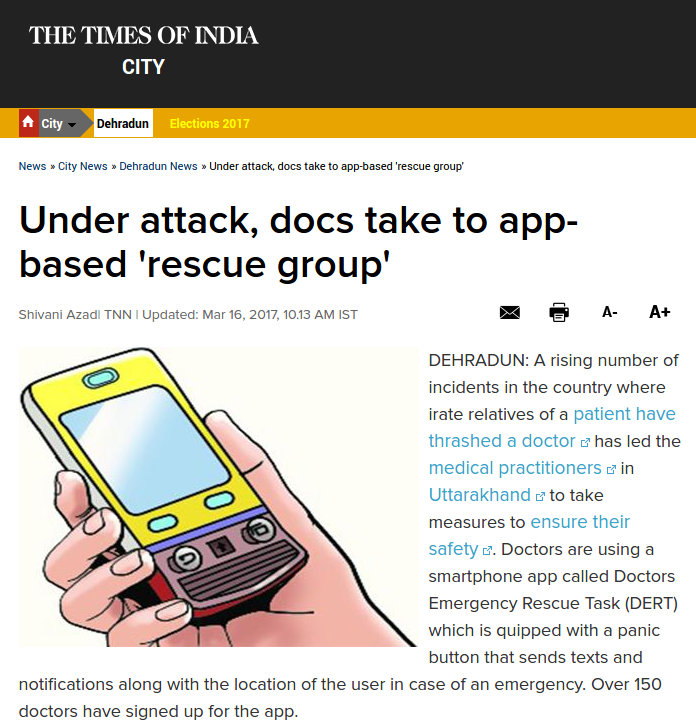 THE TIMES OF INDIA
CITY
City
Dehradun
Elections 2017
News » City News » Dehradun News » Under attack, docs take to app-based 'rescue group'
Under attack, docs take to app-
based 'rescue group'
Shivani Azad| TNN | Updated: Mar 16, 2017, 10.13 AM IST
A-
A+
DEHRADUN: A rising number of
incidents in the country where
irate relatives of a patient have
thrashed a doctor has led the
medical practitioners in
Uttarakhand to take
measures to ensure their
safety . Doctors are using a
smartphone app called Doctors
Emergency Rescue Task (DERT)
which is quipped with a panic
button that sends texts and
notifications along with the location of the user in case of an emergency. Over 150
doctors have signed up for the app.